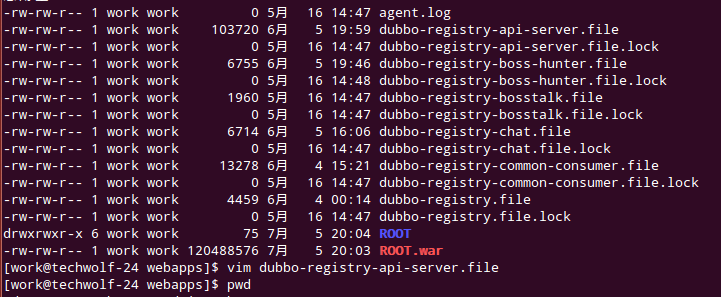 -rw-rw-r-- 1 work work         0 5月  16 14:47 agent.log
-rw-rw-r-- 1 work work    103720 6月   5 19:59 dubbo-registry-api-server.file
-rw-rw-r-- 1 work work         0 5月  16 14:47 dubbo-registry-api-server.file.lock
-rw-rw-r-- 1 work work      6755 6月   5 19:46 dubbo-registry-boss-hunter.file
-rw-rw-r-- 1 work work         0 5月  16 14:48 dubbo-registry-boss-hunter.file.lock
-rw-rw-r-- 1 work work      1960 5月  16 14:47 dubbo-registry-bosstalk.file
-rw-rw-r-- 1 work work         0 5月  16 14:47 dubbo-registry-bosstalk.file.lock
-rw-rw-r-- 1 work work      6714 6月   5 16:06 dubbo-registry-chat.file
-rw-rw-r-- 1 work work         0 5月  16 14:47 dubbo-registry-chat.file.lock
-rw-rw-r-- 1 work work     13278 6月   4 15:21 dubbo-registry-common-consumer.file
-rw-rw-r-- 1 work work         0 5月  16 14:47 dubbo-registry-common-consumer.file.lock
-rw-rw-r-- 1 work work      4459 6月   4 00:14 dubbo-registry.file
-rw-rw-r-- 1 work work         0 5月  16 14:47 dubbo-registry.file.lock
drwxrwxr-x 6 work work        75 7月   5 20:04 ROOT
-rw-rw-r-- 1 work work 120488576 7月   5 20:03 ROOT.war
[work@techwolf-24 webapps]$ vim dubbo-registry-api-server.file
[work@techwolf-24 webapps]$ pwd